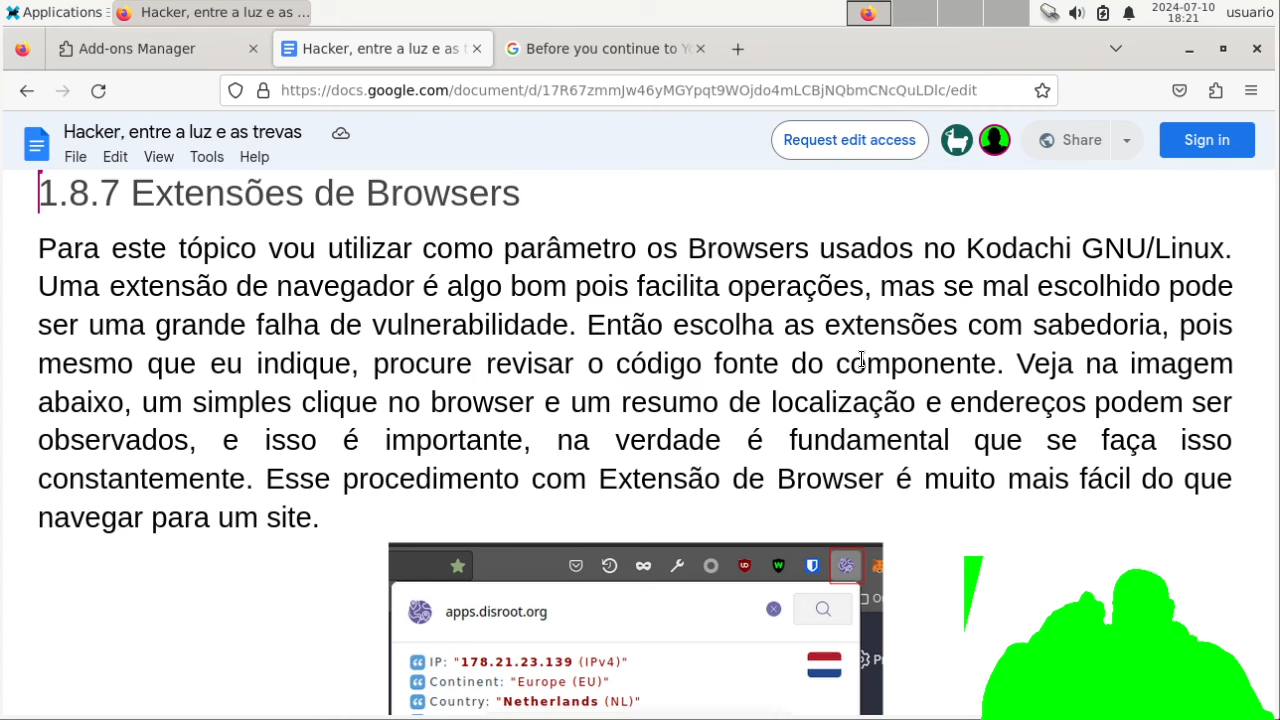 Applications
Hacker, entre a luz e as ...
2024-07-10
18:21
usuario
Add-ons Manager
Hacker, entre a luz e as t
Before you continue to Yo
https://docs.google.com/document/d/17R67zmmJw46yMGYpqt9WOjdo4mLCBjNQbmCNcQuLDlc/edit
Hacker, entre a luz e as trevas
File Edit View Tools Help
Request edit access
Share
Sign in
1.8.7 Extensões de Browsers
Para este tópico vou utilizar como parâmetro os Browsers usados no Kodachi GNU/Linux.
Uma extensão de navegador é algo bom pois facilita operações, mas se mal escolhido pode
ser uma grande falha de vulnerabilidade. Então escolha as extensões com sabedoria, pois
mesmo que eu indique, procure revisar o código fonte do componente. Veja na imagem
abaixo, um simples clique no browser e um resumo de localização e endereços podem ser
observados, e isso é importante, na verdade é fundamental que se faça isso
constantemente. Esse procedimento com Extensão de Browser é muito mais fácil do que
navegar para um site.
apps.disroot.org
IP: "178.21.23.139 (IPv4)"
Continent: "Europe (EU)"
Country: "Netherlands (NL)"